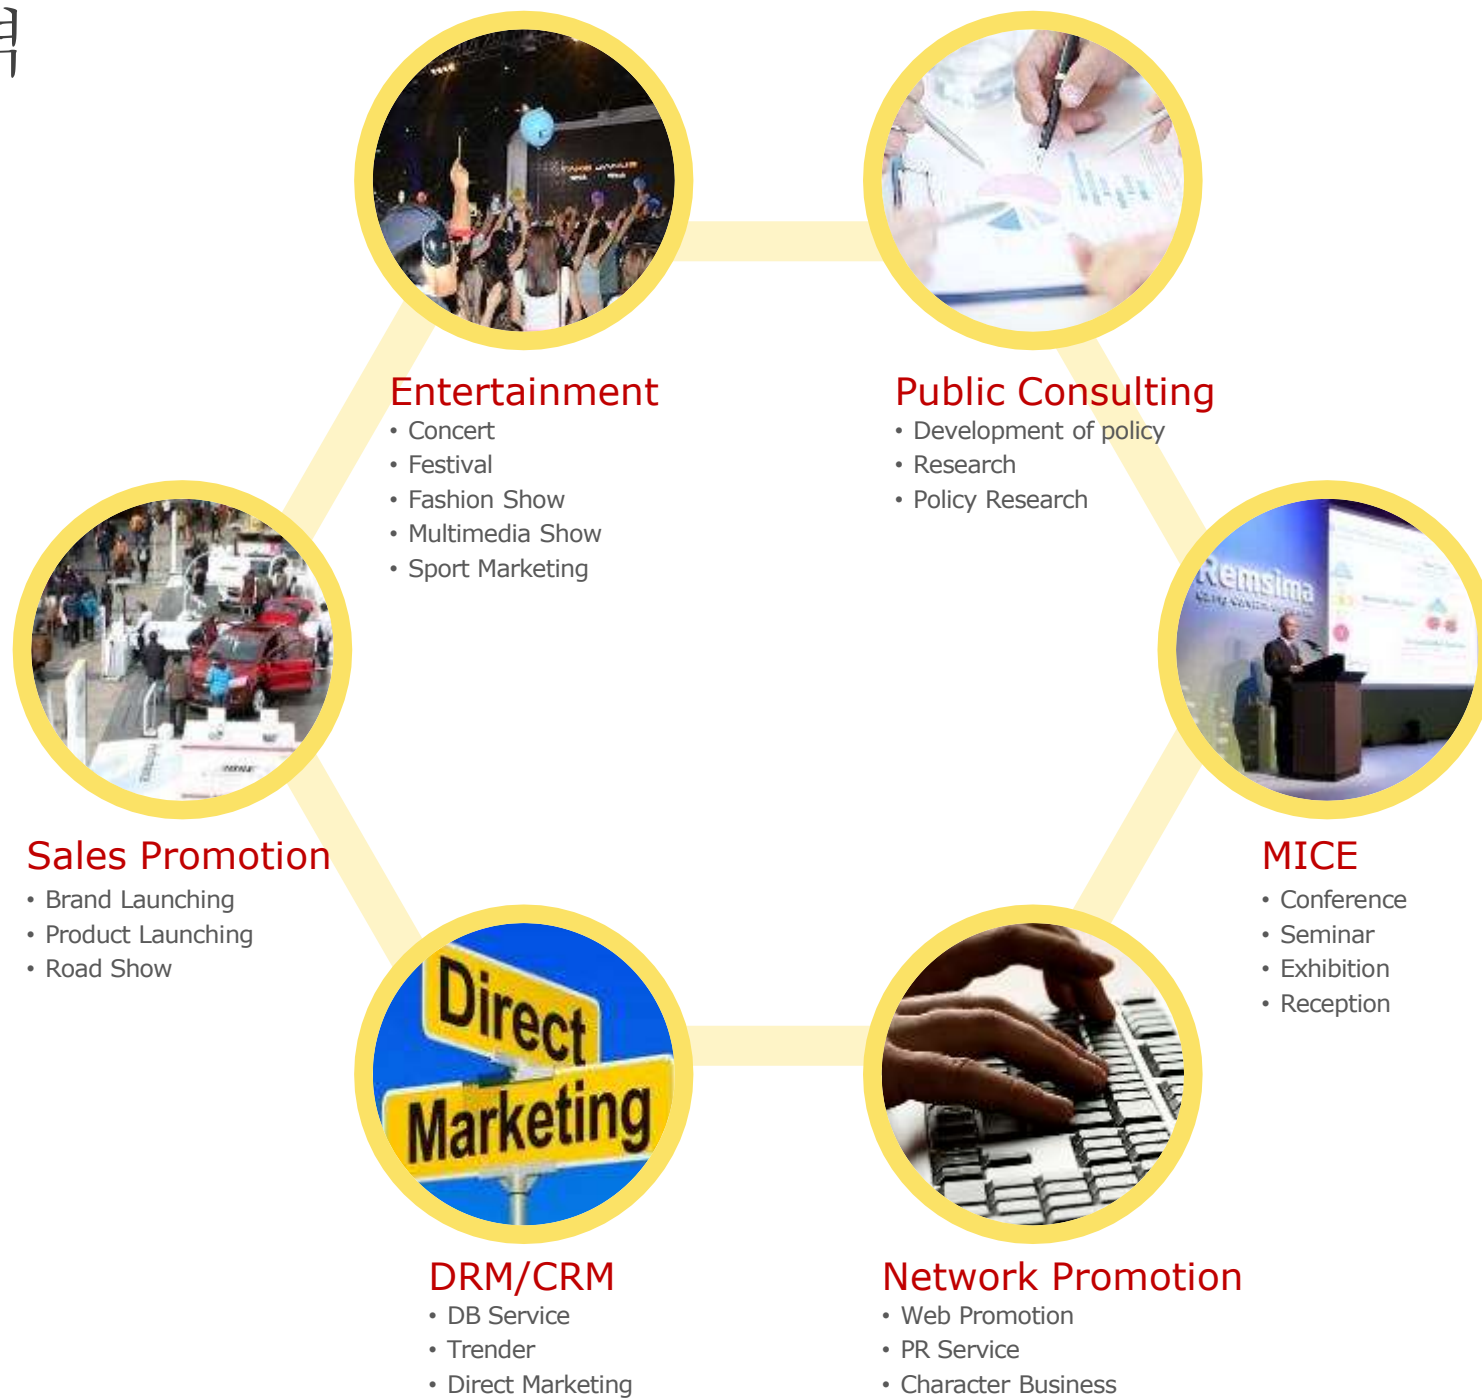 Entertainment
• Concert
• Festival
• Fashion Show
• Multimedia Show
• Sport Marketing
Public Consulting
• Development of policy
• Research
• Policy Research
Remsima
Sales Promotion
• Brand Launching
• Product Launching
• Road Show
MICE
• Conference
• Seminar
• Exhibition
• Reception
Direct
Marketing
DRM/CRM
• DB Service
• Trender
• Direct Marketing
Network Promotion
• Web Promotion
• PR Service
• Character Business